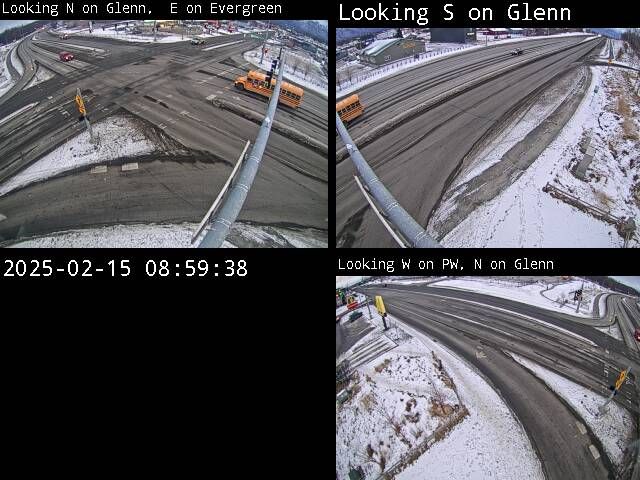 Looking N on Glenn, E on Evergreen
Looking S on Glenn
2025-02-15 08:59:38
Looking W on PW, N on Glenn